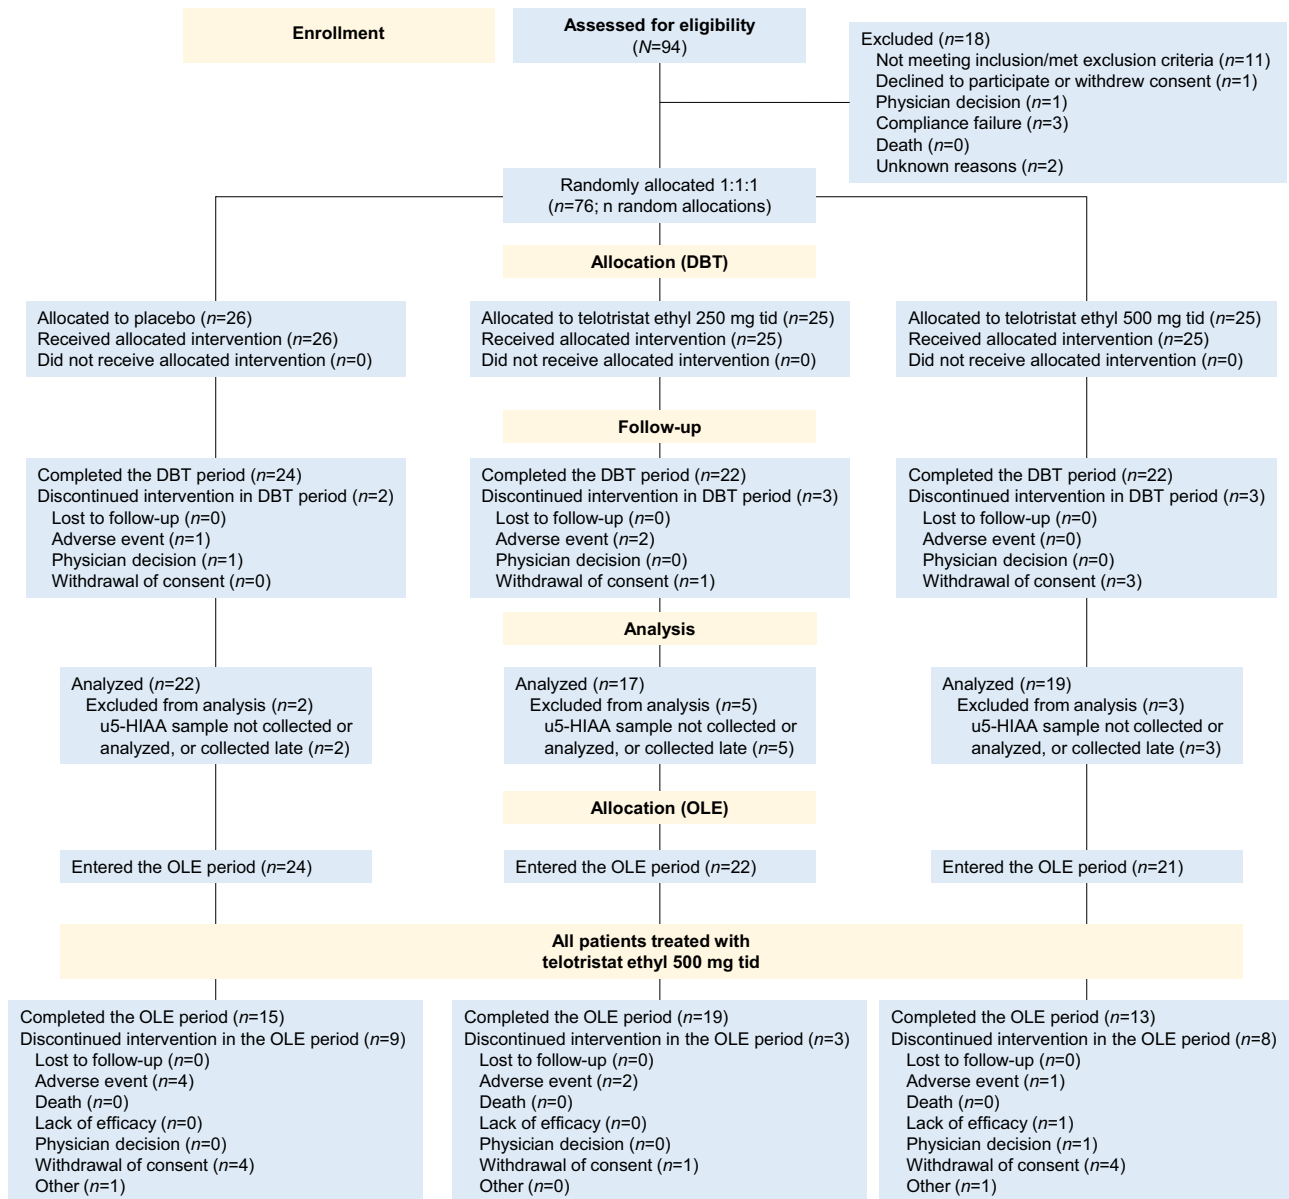 Enrollment
Assessed for eligibility
(N=94)
Excluded (n=18)
Not meeting inclusion/met exclusion criteria (n=11)
Declined to participate or withdrew consent (n=1)
Physician decision (n=1)
Compliance failure (n=3)
Death (n=0)
Unknown reasons (n=2)
Randomly allocated 1:1:1
(n=76; n random allocations)
Allocation (DBT)
Allocated to placebo (n=26)
Received allocated intervention (n=26)
Did not receive allocated intervention (n=0)
Allocated to telotristat ethyl 250 mg tid (n=25)
Received allocated intervention (n=25)
Did not receive allocated intervention (n=0)
Allocated to telotristat ethyl 500 mg tid (n=25)
Received allocated intervention (n=25)
Did not receive allocated intervention (n=0)
Follow-up
Completed the DBT period (n=24)
Discontinued intervention in DBT period (n=2)
Lost to follow-up (n=0)
Adverse event (n=1)
Physician decision (n=1)
Withdrawal of consent (n=0)
Completed the DBT period (n=22)
Discontinued intervention in DBT period (n=3)
Lost to follow-up (n=0)
Adverse event (n=2)
Physician decision (n=0)
Withdrawal of consent (n=1)
Completed the DBT period (n=22)
Discontinued intervention in DBT period (n=3)
Lost to follow-up (n=0)
Adverse event (n=0)
Physician decision (n=0)
Withdrawal of consent (n=3)
Analysis
Analyzed (n=22)
Excluded from analysis (n=2)
u5-HIAA sample not collected or
analyzed, or collected late (n=2)
Analyzed (n=17)
Excluded from analysis (n=5)
u5-HIAA sample not collected or
analyzed, or collected late (n=5)
Analyzed (n=19)
Excluded from analysis (n=3)
u5-HIAA sample not collected or
analyzed, or collected late (n=3)
Allocation (OLE)
Entered the OLE period (n=24)
Entered the OLE period (n=22)
Entered the OLE period (n=21)
All patients treated with
telotristat ethyl 500 mg tid
Completed the OLE period (n=15)
Discontinued intervention in the OLE period (n=9)
Lost to follow-up (n=0)
Adverse event (n=4)
Death (n=0)
Lack of efficacy (n=0)
Physician decision (n=0)
Withdrawal of consent (n=4)
Other (n=1)
Completed the OLE period (n=19)
Discontinued intervention in the OLE period (n=3)
Lost to follow-up (n=0)
Adverse event (n=2)
Death (n=0)
Lack of efficacy (n=0)
Physician decision (n=0)
Withdrawal of consent (n=1)
Other (n=0)
Completed the OLE period (n=13)
Discontinued intervention in the OLE period (n=8)
Lost to follow-up (n=0)
Adverse event (n=1)
Death (n=0)
Lack of efficacy (n=1)
Physician decision (n=1)
Withdrawal of consent (n=4)
Other (n=1)